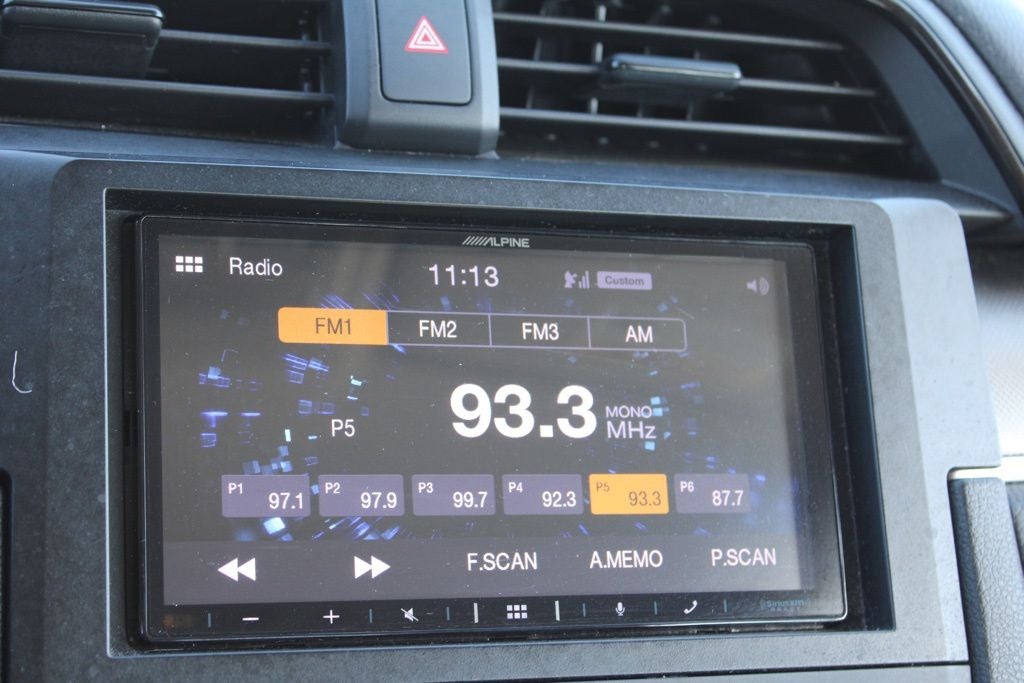 ALPINE
Radio 11:13 Custom
FM1 FM2 FM3 AM
P5 93.3 MONO MHz
P1 97.1 P2 97.9 P3 99.7 P4 92.3 P5 93.3 P6 87.7
F.SCAN A.MEMO P.SCAN
SiriusXM